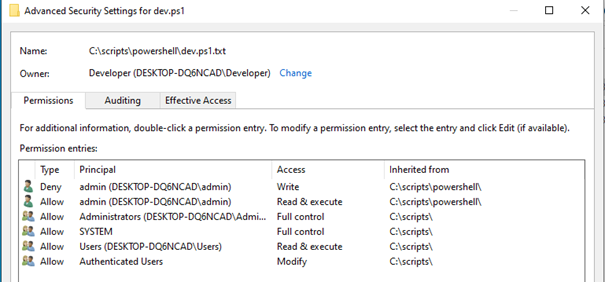 Advanced Security Settings for dev.ps1
Name: C:\scripts\powershell\dev.ps1.txt
Owner: Developer (DESKTOP-DQ6NCAD\Developer) Change
Permissions Auditing Effective Access
For additional information, double-click a permission entry. To modify a permission entry, select the entry and click Edit (if available).
Permission entries:
Type Principal Access Inherited from
Deny admin (DESKTOP-DQ6NCAD\admin) Write C:\scripts\powershell\
Allow admin (DESKTOP-DQ6NCAD\admin) Read & execute C:\scripts\powershell\
Allow Administrators (DESKTOP-DQ6NCAD\Admi... Full control C:\scripts\
Allow SYSTEM Full control C:\scripts\
Allow Users (DESKTOP-DQ6NCAD\Users) Read & execute C:\scripts\
Allow Authenticated Users Modify C:\scripts\